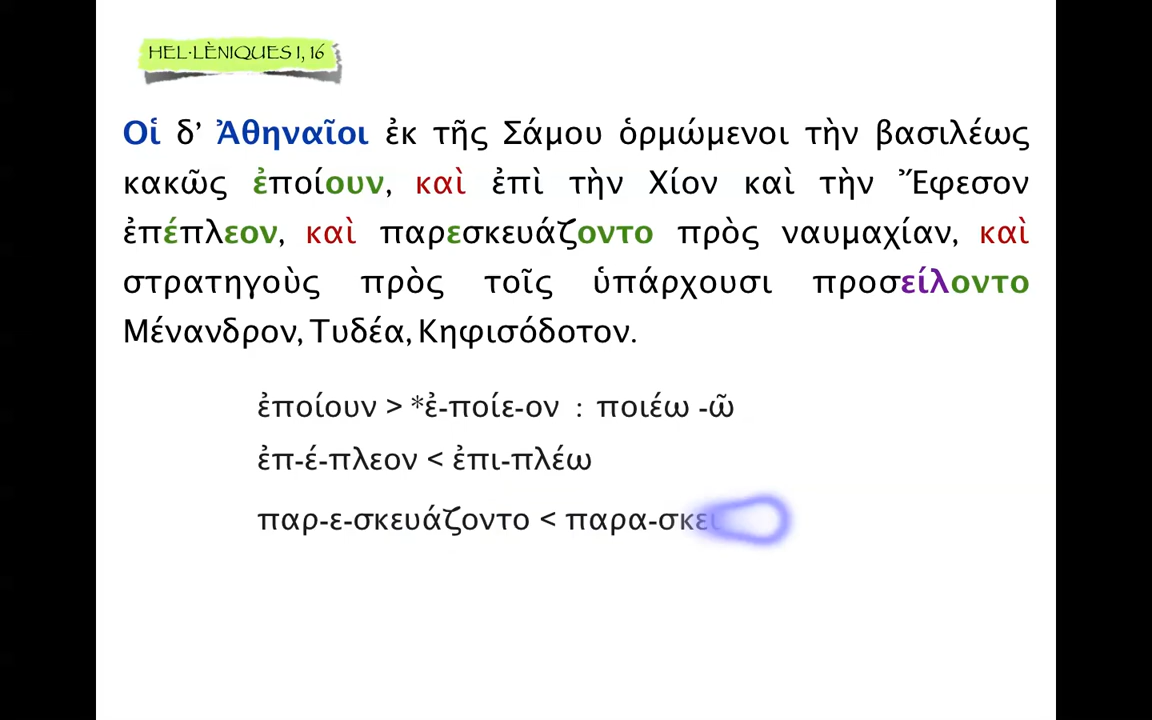 HEL·LÈNIQUES I, 16
Οἱ δ’ Ἀθηναῖοι ἐκ τῆς Σάμου ὁρμώμενοι τὴν βασιλέως
κακῶς ἐποίουν, καὶ ἐπὶ τὴν Χίον καὶ τὴν Ἔφεσον
ἐπέπλεον, καὶ παρεσκευάζοντο πρὸς ναυμαχίαν, καὶ
στρατηγοὺς πρὸς τοῖς ὑπάρχουσι προσείλοντο
Μένανδρον, Τυδέα, Κηφισόδοτον.
ἐποίουν > *ἐ-ποίε-ον : ποιέω -ῶ
ἐπ-έ-πλεον < ἐπι-πλέω
παρ-ε-σκευάζοντο <